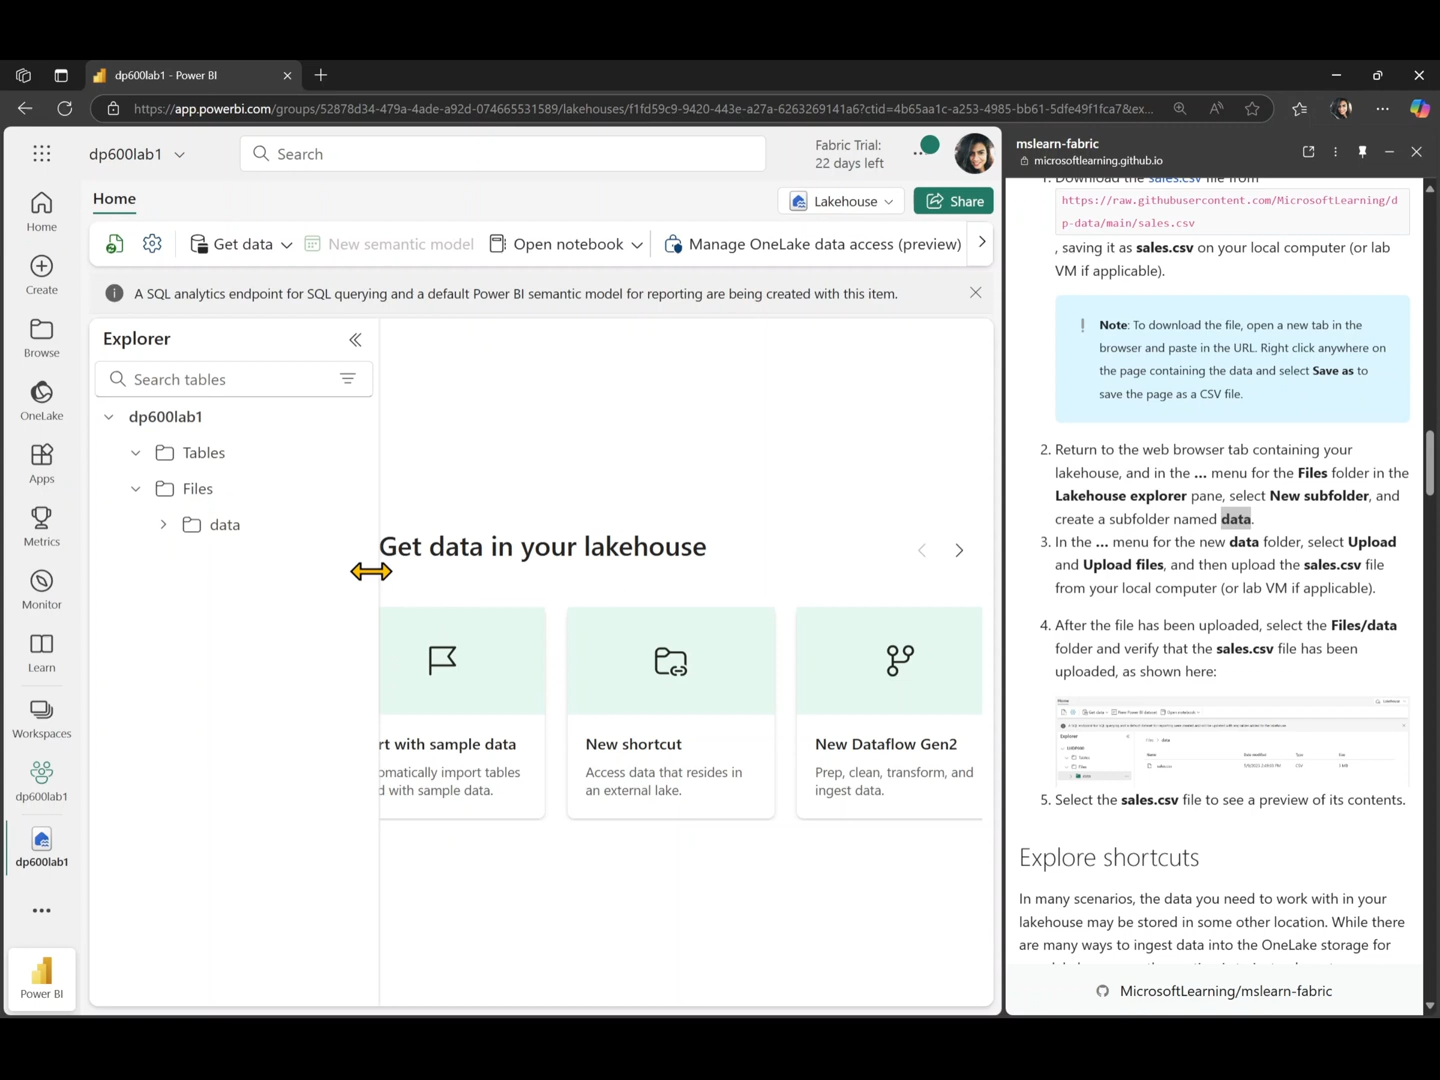 dp600lab1 - Power BI
https://app.powerbi.com/groups/52878d34-479a-4ade-a92d-074665531589/lakehouses/f1fd59c9-9420-443e-a27a-6263269141a6?ctid=4b65aa1c-a253-4985-bb61-5dfe49f1fca7&ex...
dp600lab1
Search
Fabric Trial:
22 days left
Home
Lakehouse
Share
Get data
New semantic model
Open notebook
Manage OneLake data access (preview)
A SQL analytics endpoint for SQL querying and a default Power BI semantic model for reporting are being created with this item.
Home
Create
Browse
OneLake
Apps
Metrics
Monitor
Learn
Workspaces
dp600lab1
dp600lab1
Power BI
Explorer
Search tables
dp600lab1
Tables
Files
data
Get data in your lakehouse
rt with sample data
omatically import tables
d with sample data.
New shortcut
Access data that resides in
an external lake.
New Dataflow Gen2
Prep, clean, transform, and
ingest data.
mslearn-fabric
microsoftlearning.github.io
1. Download the sales.csv file from
https://raw.githubusercontent.com/MicrosoftLearning/d
p-data/main/sales.csv
, saving it as sales.csv on your local computer (or lab
VM if applicable).
Note: To download the file, open a new tab in the
browser and paste in the URL. Right click anywhere on
the page containing the data and select Save as to
save the page as a CSV file.
2. Return to the web browser tab containing your
lakehouse, and in the ... menu for the Files folder in the
Lakehouse explorer pane, select New subfolder, and
create a subfolder named data.
3. In the ... menu for the new data folder, select Upload
and Upload files, and then upload the sales.csv file
from your local computer (or lab VM if applicable).
4. After the file has been uploaded, select the Files/data
folder and verify that the sales.csv file has been
uploaded, as shown here:
5. Select the sales.csv file to see a preview of its contents.
Explore shortcuts
In many scenarios, the data you need to work with in your
lakehouse may be stored in some other location. While there
are many ways to ingest data into the OneLake storage for
MicrosoftLearning/mslearn-fabric